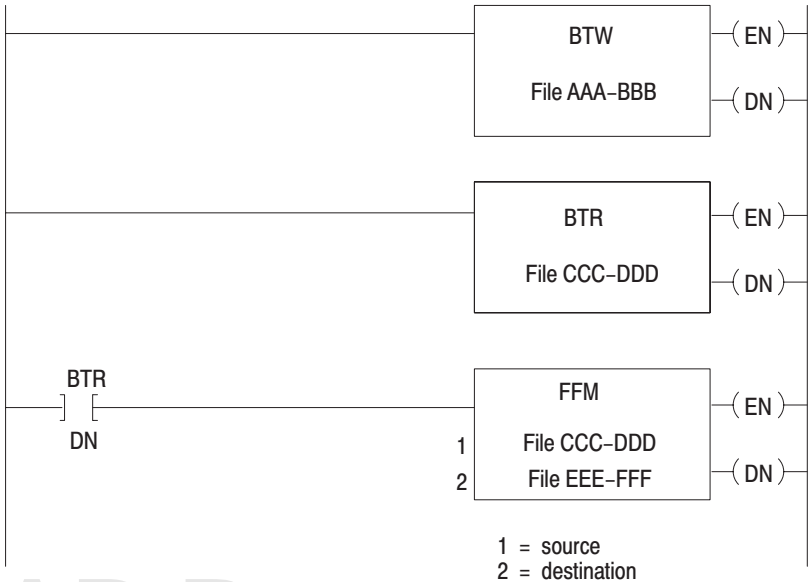 BTW
EN
File AAA–BBB
DN
BTR
EN
File CCC–DDD
DN
BTR
FFM
EN
DN
1 File CCC–DDD
2 File EEE–FFF
DN
1 = source
2 = destination